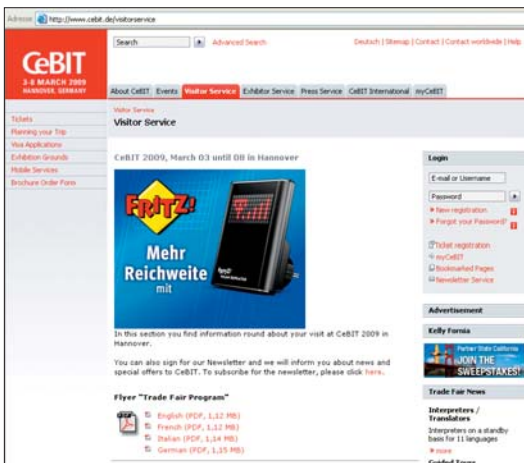 Adresse http://www.cebit.de/visitorservice
Search
Advanced Search
Deutsch | Sitemap | Contact | Contact worldwide | Help
CeBIT
3-8 MARCH 2009
HANNOVER, GERMANY
About CeBIT Events Visitor Service Exhibitor Service Press Service CeBIT International myCeBIT
Tickets
Planning your Trip
Visa Applications
Exhibition Grounds
Mobile Services
Brochure Order Form
Visitor Service
Visitor Service
CeBIT 2009, March 03 until 08 in Hannover
FRITZ!
Mehr
Reichweite
mit
In this section you find information round about your visit at CeBIT 2009 in
Hannover.
You can also sign for our Newsletter and we will inform you about news and
special offers to CeBIT. To subscribe for the newsletter, please click here.
Flyer "Trade Fair Program"
English (PDF, 1,12 MB)
French (PDF, 1,12 MB)
Italian (PDF, 1,14 MB)
German (PDF, 1,15 MB)
Login
E-mail or Username
Password
New registration
Forgot your Password?
Ticket registration
myCeBIT
Bookmarked Pages
Newsletter Service
Advertisement
Kelly Fornia
Partner State California
JOIN THE
SWEEPSTAKES!
Trade Fair News
Interpreters /
Translators
Interpreters on a standby
basis for 11 languages
more
Guided Tours